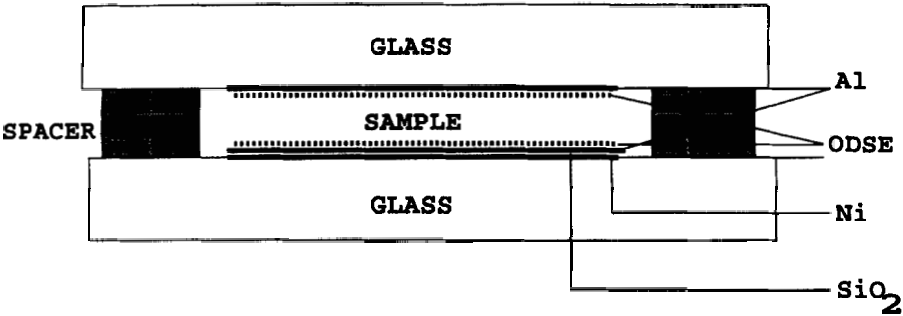 GLASS
Al
SPACER
SAMPLE
ODSE
GLASS
Ni
SiO2